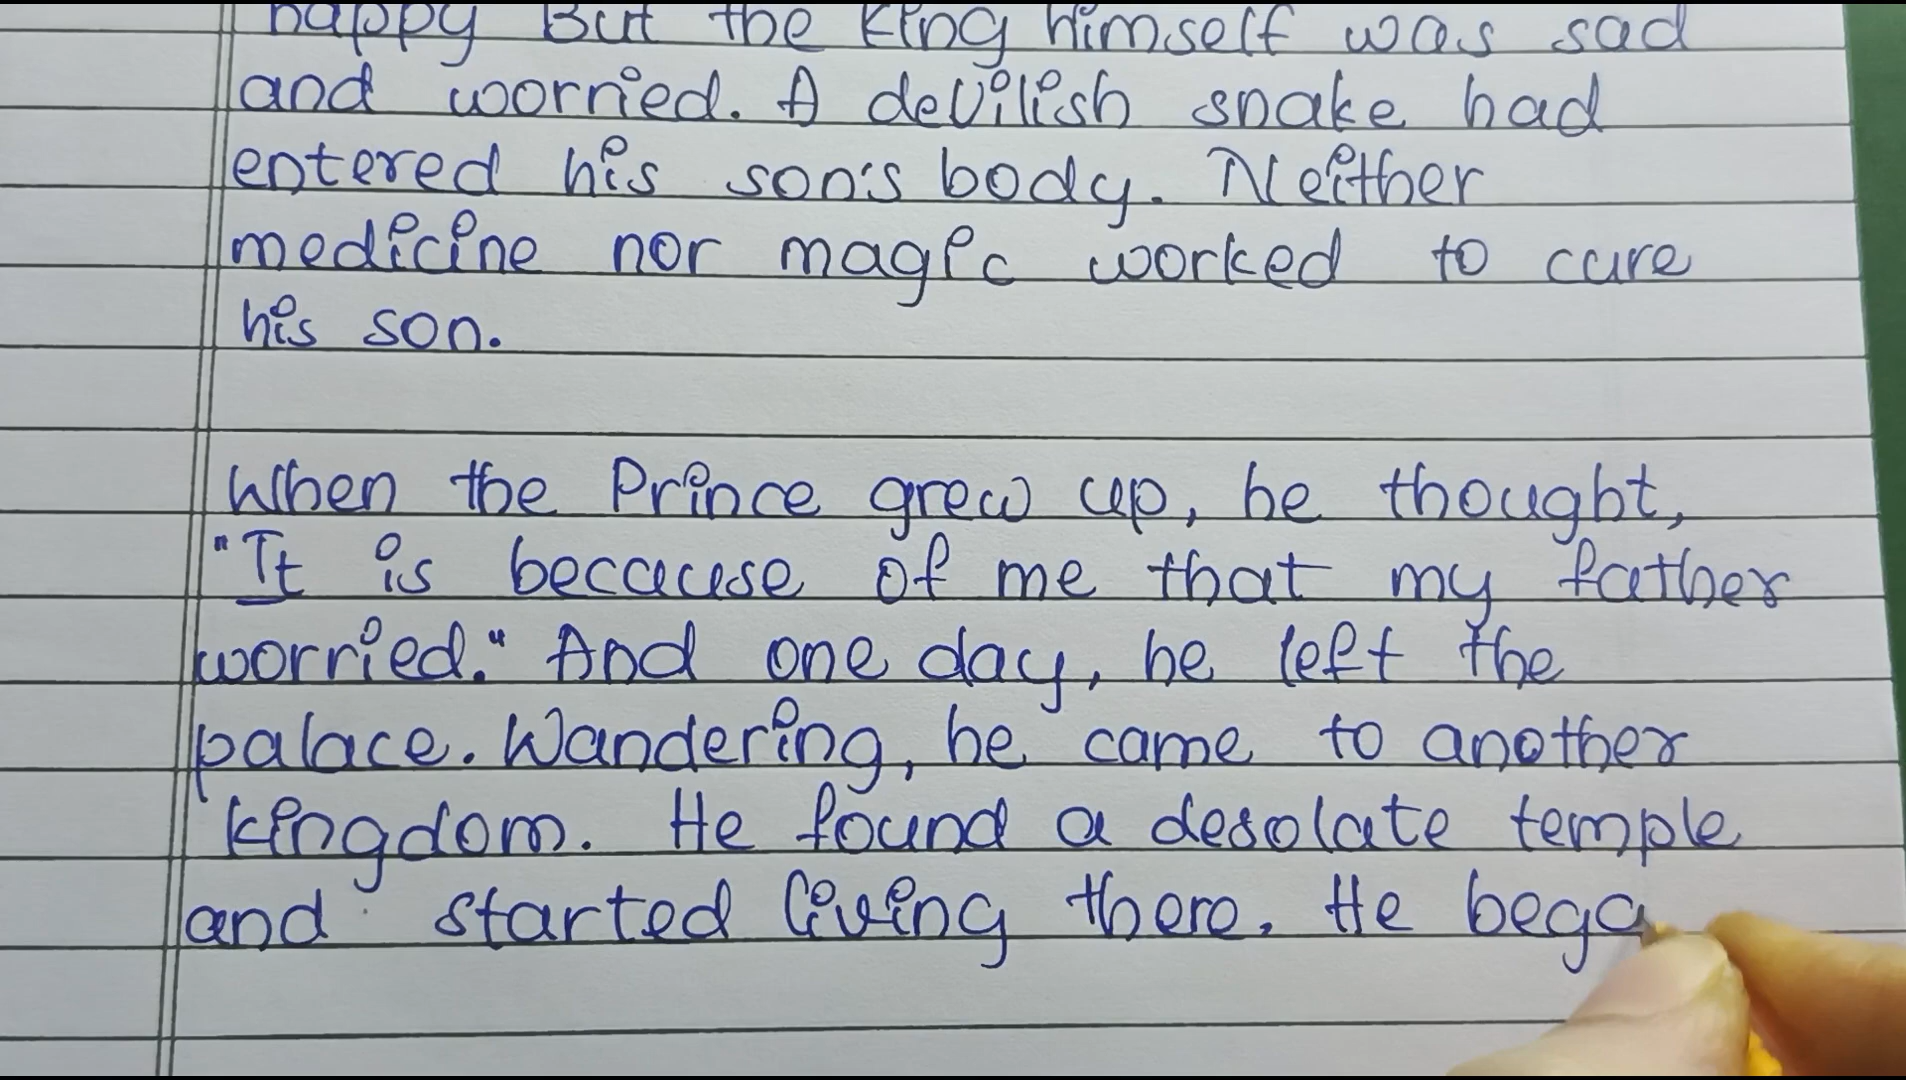 happy But the King himself was sad
and worried. A devilish snake had
entered his son's body. Neither
medicine nor magic worked to cure
his son.
When the Prince grew up, he thought,
"It is because of me that my father
worried." And one day, he left the
palace. Wandering, he came to another
kingdom. He found a desolate temple
and started living there. He bega